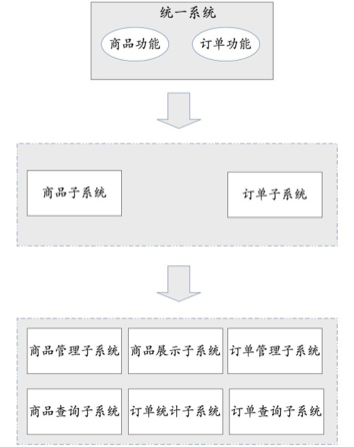 统一系统
商品功能 订单功能
商品子系统 订单子系统
商品管理子系统 商品展示子系统 订单管理子系统
商品查询子系统 订单统计子系统 订单查询子系统